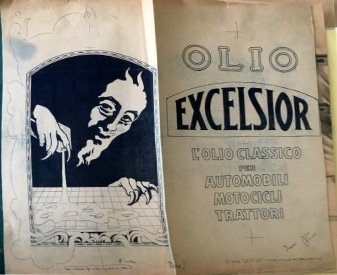 OLIO
EXCELSIOR
L'OLIO CLASSICO
PER
AUTOMOBILI
MOTOCICLI
TRATTORI